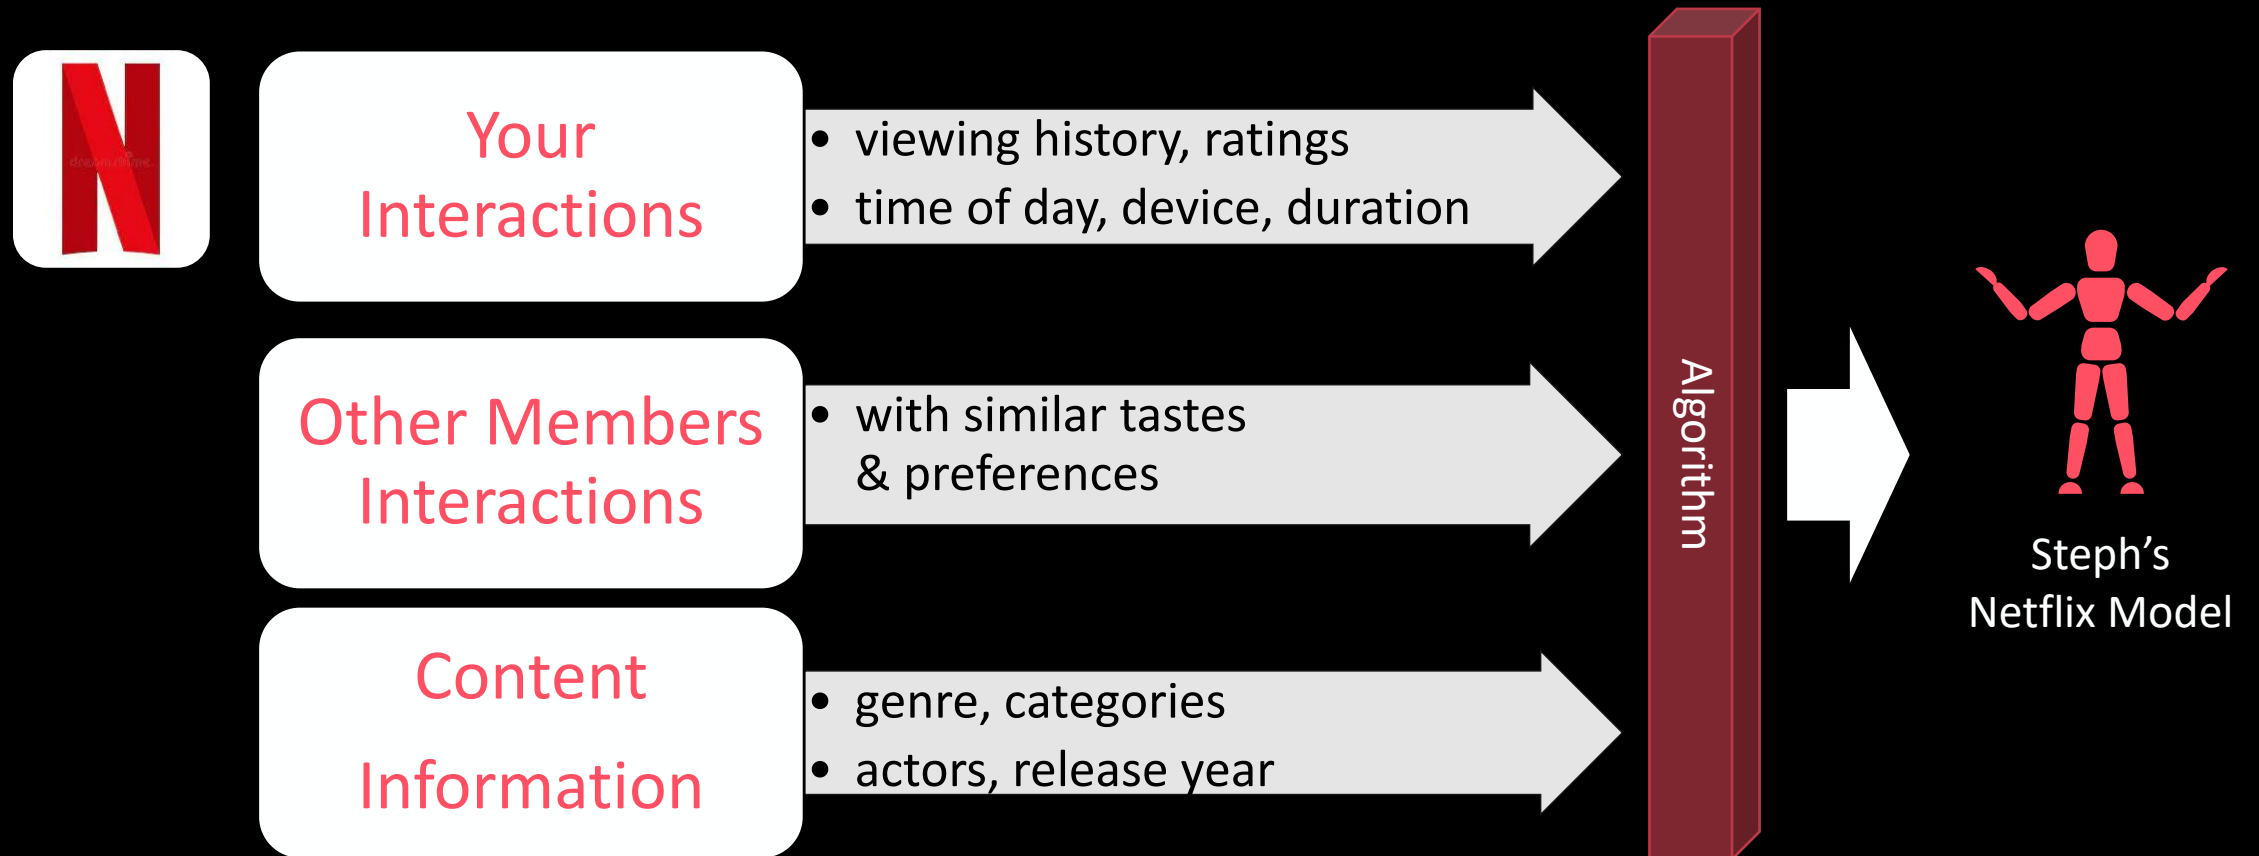 N
Your
Interactions
• viewing history, ratings
• time of day, device, duration
Other Members
Interactions
• with similar tastes
& preferences
Content
Information
• genre, categories
• actors, release year
Algorithm
Steph’s
Netflix Model
dreamstime.